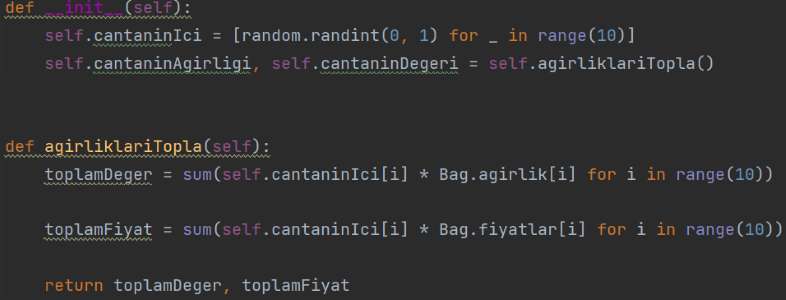 def __init__(self):
    self.cantaninIci = [random.randint(0, 1) for _ in range(10)]
    self.cantaninAgirligi, self.cantaninDegeri = self.agirliklariTopla()
def agirliklariTopla(self):
    toplamDeger = sum(self.cantaninIci[i] * Bag.agirlik[i] for i in range(10))
    toplamFiyat = sum(self.cantaninIci[i] * Bag.fiyatlar[i] for i in range(10))
    return toplamDeger, toplamFiyat